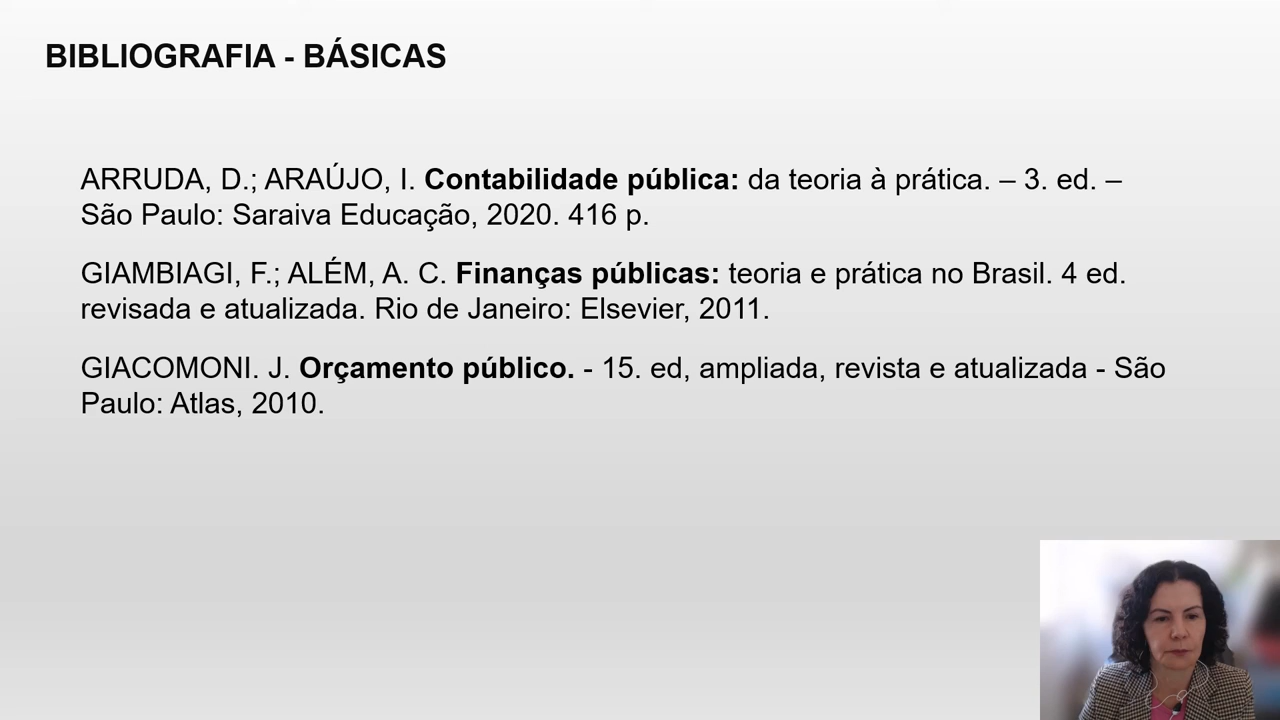 BIBLIOGRAFIA - BÁSICAS
ARRUDA, D.; ARAÚJO, I. Contabilidade pública: da teoria à prática. – 3. ed. –
São Paulo: Saraiva Educação, 2020. 416 p.
GIAMBIAGI, F.; ALÉM, A. C. Finanças públicas: teoria e prática no Brasil. 4 ed.
revisada e atualizada. Rio de Janeiro: Elsevier, 2011.
GIACOMONI. J. Orçamento público. - 15. ed, ampliada, revista e atualizada - São
Paulo: Atlas, 2010.